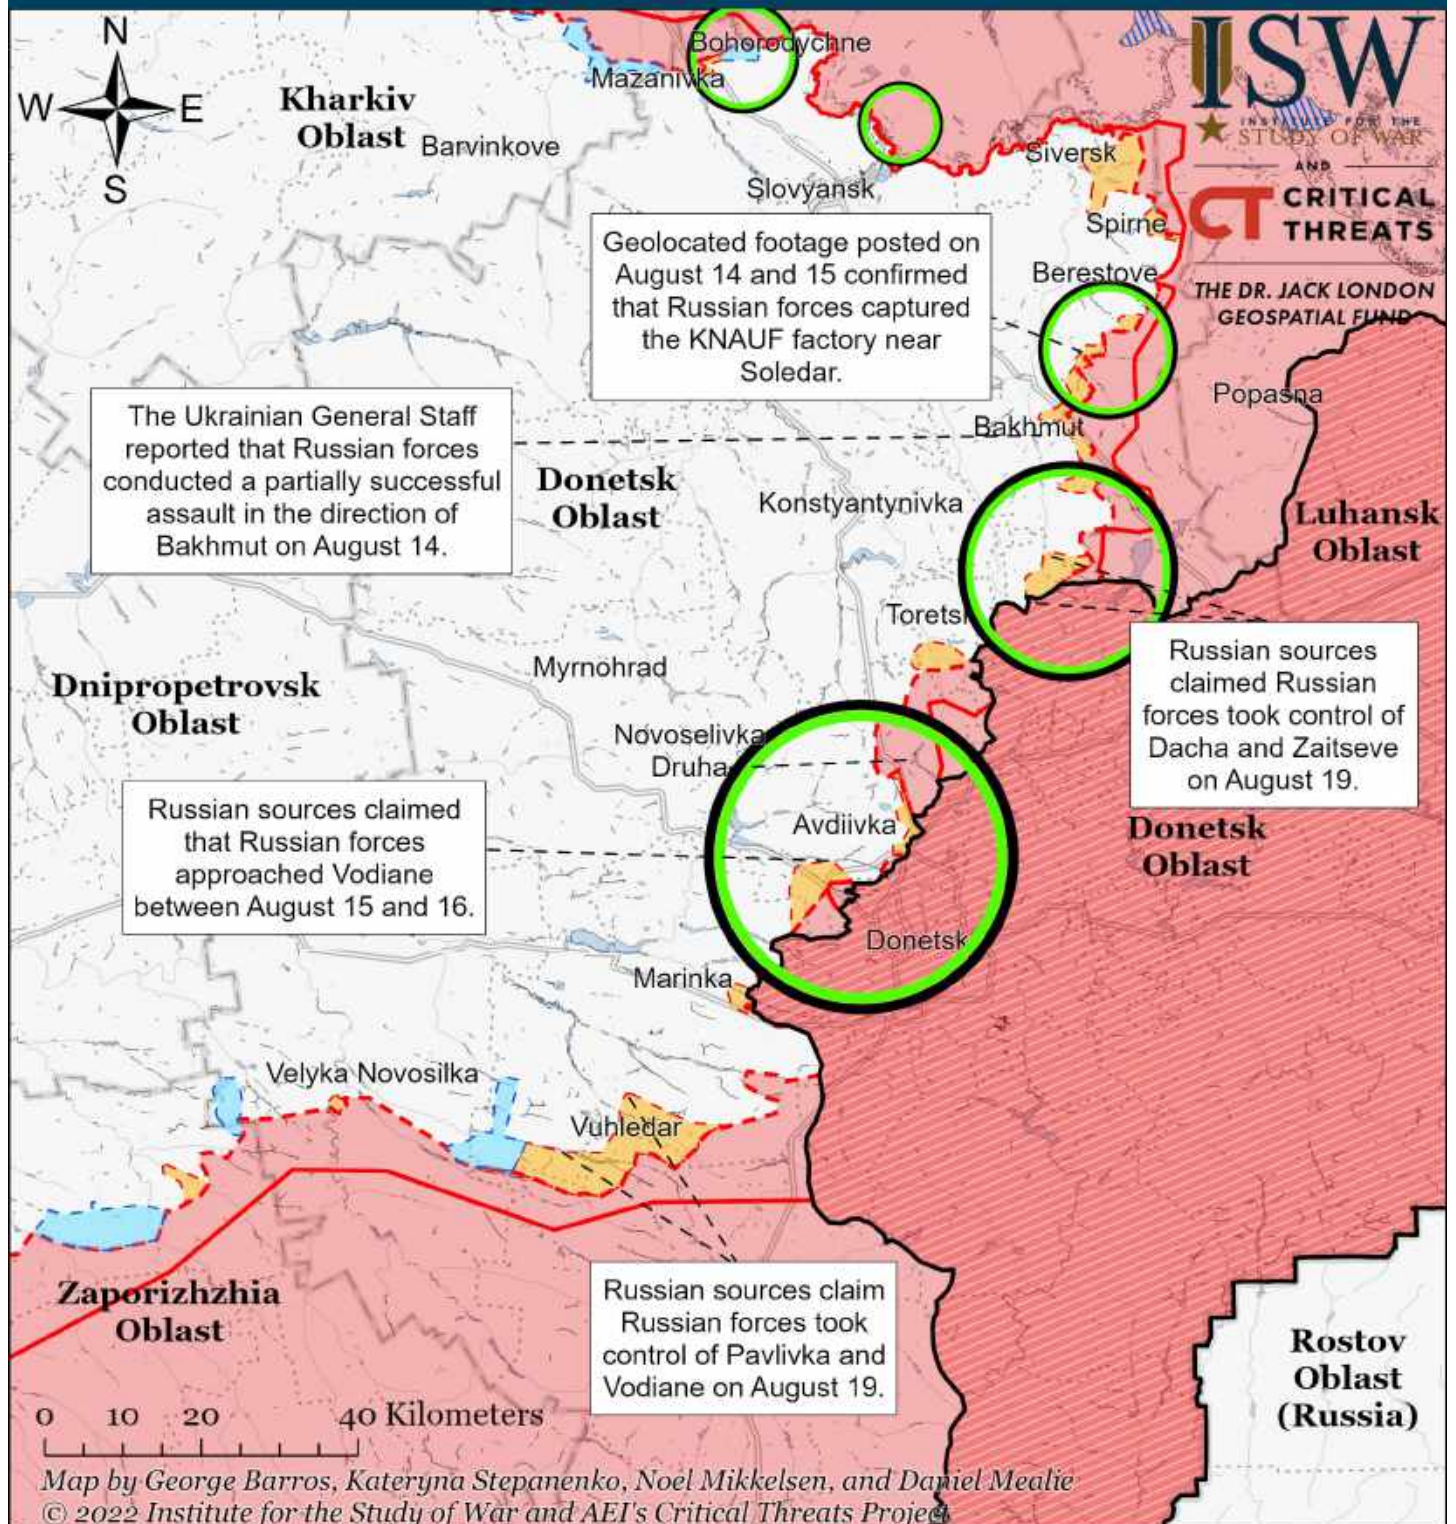 N
W
E
S
Kharkiv
Oblast
Barvinkove
Bohorodychne
Mazanivka
Slovyansk
Siversk
Spirne
Berestove
ISW
INSTITUTE FOR THE
STUDY OF WAR
AND
CT CRITICAL
THREATS
THE DR. JACK LONDON
GEOSPATIAL FUND
Geolocated footage posted on
August 14 and 15 confirmed
that Russian forces captured
the KNAUF factory near
Soledar.
Popasna
The Ukrainian General Staff
reported that Russian forces
conducted a partially successful
assault in the direction of
Bakhmut on August 14.
Bakhmut
Donetsk
Oblast
Konstyantynivka
Luhansk
Oblast
Toretsk
Myrnohrad
Dnipropetrovsk
Oblast
Novoselivka
Druha
Russian sources
claimed Russian
forces took control of
Dacha and Zaitseve
on August 19.
Russian sources claimed
that Russian forces
approached Vodiane
between August 15 and 16.
Avdiivka
Donetsk
Oblast
Donetsk
Marinka
Velyka Novosilka
Vuhledar
Zaporizhzhia
Oblast
Russian sources claim
Russian forces took
control of Pavlivka and
Vodiane on August 19.
Rostov
Oblast
(Russia)
0 10 20 40 Kilometers
Map by George Barros, Kateryna Stepanenko, Noel Mikkelsen, and Daniel Mealie
© 2022 Institute for the Study of War and AEI's Critical Threats Project